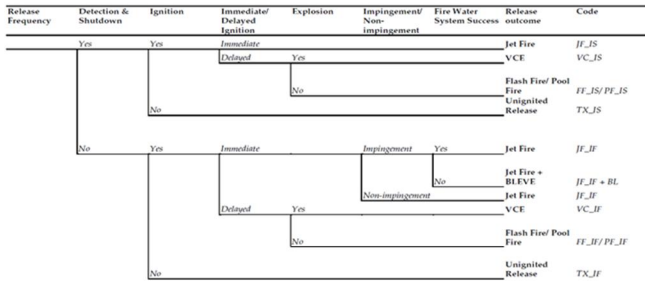 Release Frequency Detection & Shutdown Ignition Immediate/ Delayed Ignition Explosion Impingement/ Non-impingement Fire Water System Success Release outcome Code
Yes Yes Immediate Jet Fire JF_IS
Delayed Yes VCE VC_IS
No Flash Fire/ Pool Fire FF_IS/ PF_IS
No Unignited Release TX_IS
No Yes Immediate Impingement Yes Jet Fire JF_IF
No Jet Fire + BLEVE JF_IF + BL
Non-impingement Jet Fire JF_IF
Delayed Yes VCE VC_IF
No Flash Fire/ Pool Fire FF_IF/ PF_IF
No Unignited Release TX_IF